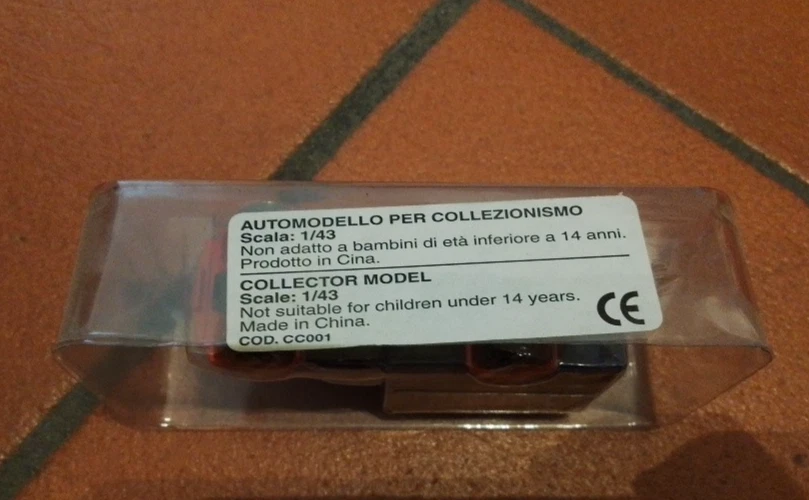 AUTOMODELLO PER COLLEZIONISMO
Scala: 1/43
Non adatto a bambini di età inferiore a 14 anni.
Prodotto in Cina.
COLLECTOR MODEL
Scale: 1/43
Not suitable for children under 14 years.
Made in China.
COD. CC001
CE